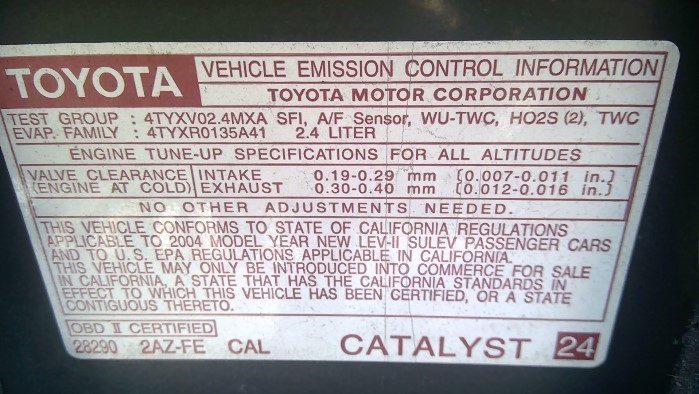 TOYOTA VEHICLE EMISSION CONTROL INFORMATION
TOYOTA MOTOR CORPORATION
TEST GROUP : 4TYXV02.4MXA SFI, A/F Sensor, WU-TWC, HO2S (2), TWC
EVAP. FAMILY : 4TYXR0135A41 2.4 LITER
ENGINE TUNE-UP SPECIFICATIONS FOR ALL ALTITUDES
VALVE CLEARANCE INTAKE 0.19-0.29 mm (0.007-0.011 in.)
(ENGINE AT COLD) EXHAUST 0.30-0.40 mm (0.012-0.016 in.)
NO OTHER ADJUSTMENTS NEEDED.
THIS VEHICLE CONFORMS TO STATE OF CALIFORNIA REGULATIONS
APPLICABLE TO 2004 MODEL YEAR NEW LEV-II SULEV PASSENGER CARS
AND TO U.S. EPA REGULATIONS APPLICABLE IN CALIFORNIA.
THIS VEHICLE MAY ONLY BE INTRODUCED INTO COMMERCE FOR SALE
IN CALIFORNIA, A STATE THAT HAS THE CALIFORNIA STANDARDS IN
EFFECT TO WHICH THIS VEHICLE HAS BEEN CERTIFIED, OR A STATE
CONTIGUOUS THERETO.
OBD II CERTIFIED
28290 2AZ-FE CAL CATALYST 24